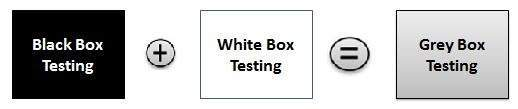 Black Box
Testing
+
White Box
Testing
=
Grey Box
Testing